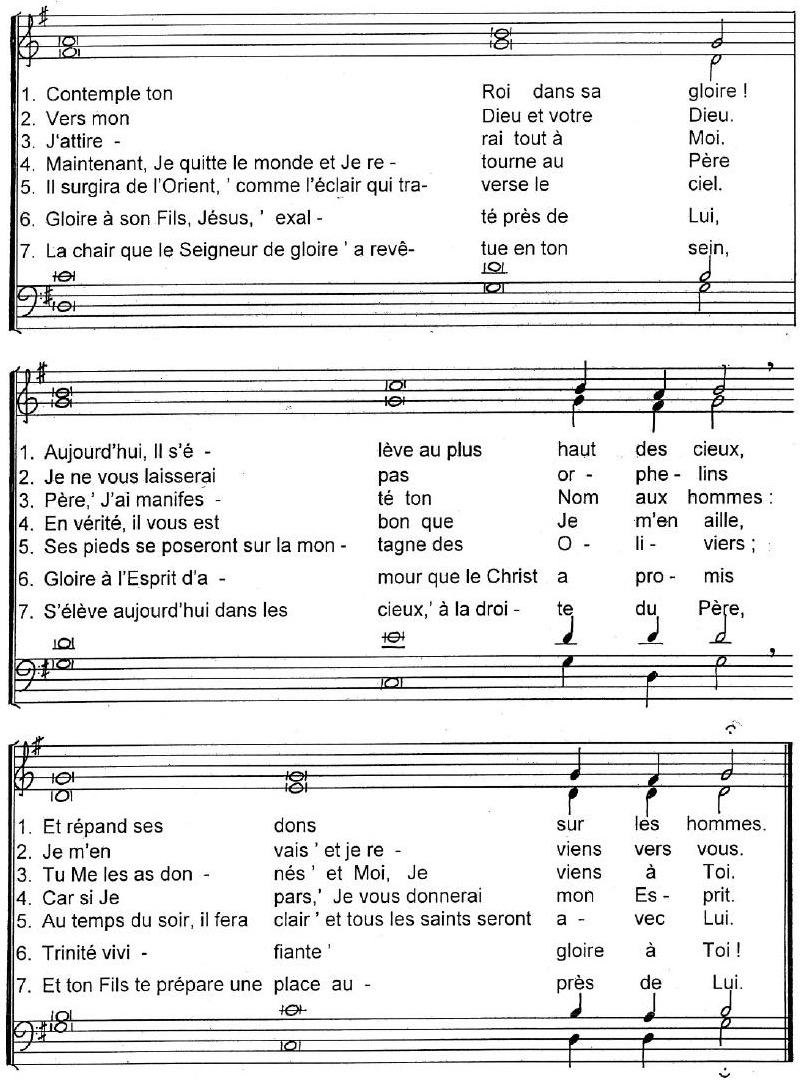 1. Contemple ton Roi dans sa gloire !
2. Vers mon Dieu et votre Dieu.
3. J'attire - rai tout à Moi.
4. Maintenant, Je quitte le monde et Je re - tourne au Père
5. Il surgira de l'Orient, ' comme l'éclair qui tra- verse le ciel.
6. Gloire à son Fils, Jésus, ' exal - té près de Lui,
7. La chair que le Seigneur de gloire ' a revê- tue en ton sein,
1. Aujourd'hui, Il s'é - lève au plus haut des cieux,
2. Je ne vous laisserai pas or - phe - lins
3. Père,' J'ai manifes - té ton Nom aux hommes :
4. En vérité, il vous est bon que Je m'en aille,
5. Ses pieds se poseront sur la mon - tagne des O - li - viers ;
6. Gloire à l'Esprit d'a - mour que le Christ a pro - mis
7. S'élève aujourd'hui dans les cieux,' à la droi - te du Père,
1. Et répand ses dons sur les hommes.
2. Je m'en vais ' et je re - viens vers vous.
3. Tu Me les as don - nés ' et Moi, Je viens à Toi.
4. Car si Je pars,' Je vous donnerai mon Es - prit.
5. Au temps du soir, il fera clair ' et tous les saints seront a - vec Lui.
6. Trinité vivi - fiante ' gloire à Toi !
7. Et ton Fils te prépare une place au - près de Lui.